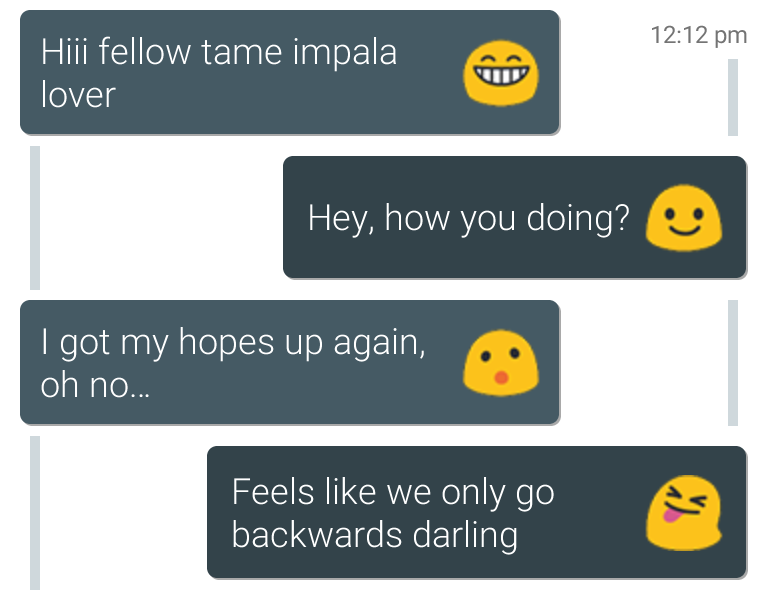 Hiii fellow tame impala
lover
12:12 pm
Hey, how you doing?
I got my hopes up again,
oh no...
Feels like we only go
backwards darling